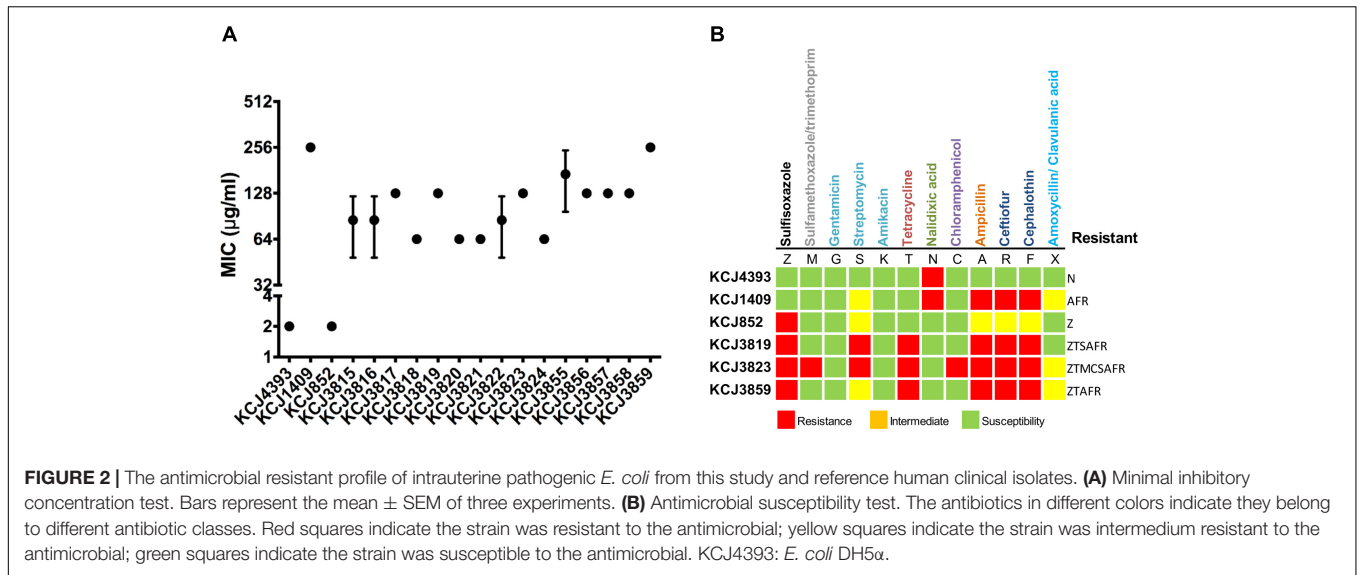 A
MIC (µg/ml)
512
256
128
64
32
4
2
1
KCJ4393
KCJ1409
KCJ852
KCJ3815
KCJ3816
KCJ3817
KCJ3818
KCJ3819
KCJ3820
KCJ3821
KCJ3822
KCJ3823
KCJ3824
KCJ3855
KCJ3856
KCJ3857
KCJ3858
KCJ3859
B
Sulfisoxazole
Sulfamethoxazole/trimethoprim
Gentamicin
Streptomycin
Amikacin
Tetracycline
Nalidixic acid
Chloramphenicol
Ampicillin
Ceftiofur
Cephalothin
Amoxycillin/ Clavulanic acid
Resistant
Z M G S K T N C A R F X
KCJ4393 N
KCJ1409 AFR
KCJ852 Z
KCJ3819 ZTSAFR
KCJ3823 ZTMCSAFR
KCJ3859 ZTAFR
Resistance Intermediate Susceptibility
FIGURE 2 | The antimicrobial resistant profile of intrauterine pathogenic E. coli from this study and reference human clinical isolates. (A) Minimal inhibitory
concentration test. Bars represent the mean ± SEM of three experiments. (B) Antimicrobial susceptibility test. The antibiotics in different colors indicate they belong
to different antibiotic classes. Red squares indicate the strain was resistant to the antimicrobial; yellow squares indicate the strain was intermedium resistant to the
antimicrobial; green squares indicate the strain was susceptible to the antimicrobial. KCJ4393: E. coli DH5α.